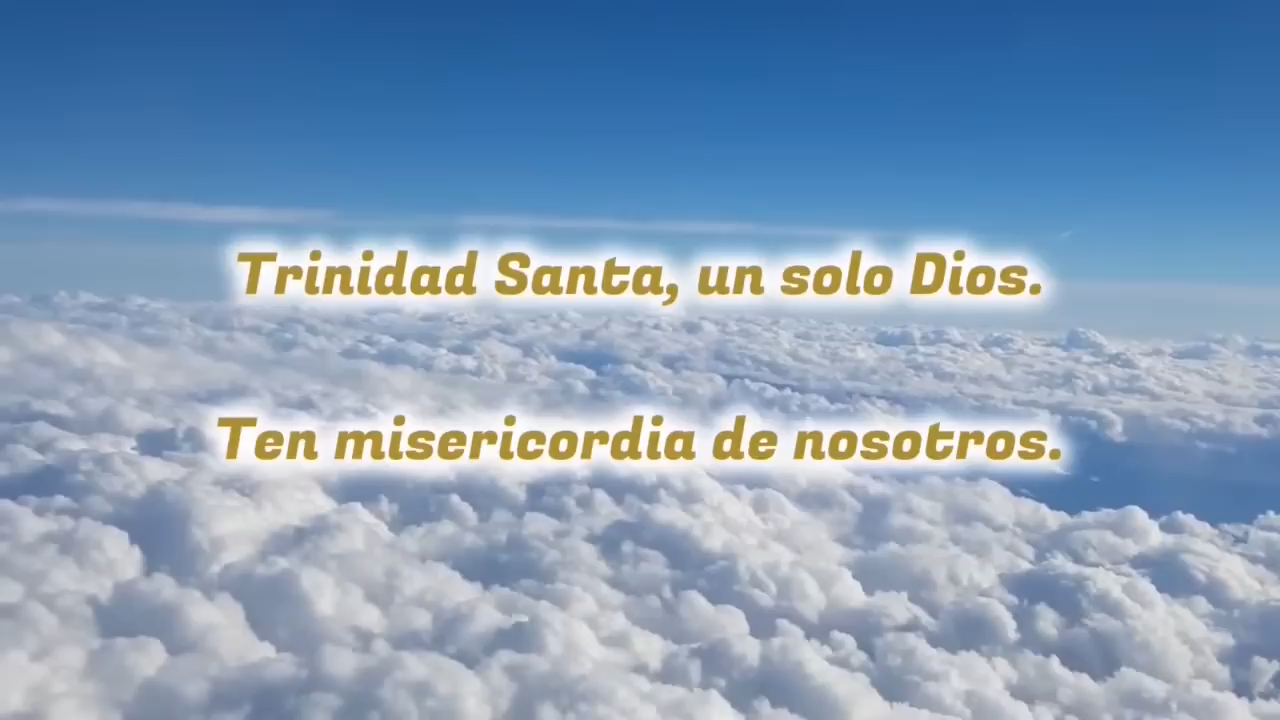 Trinidad Santa, un solo Dios.
Ten misericordia de nosotros.